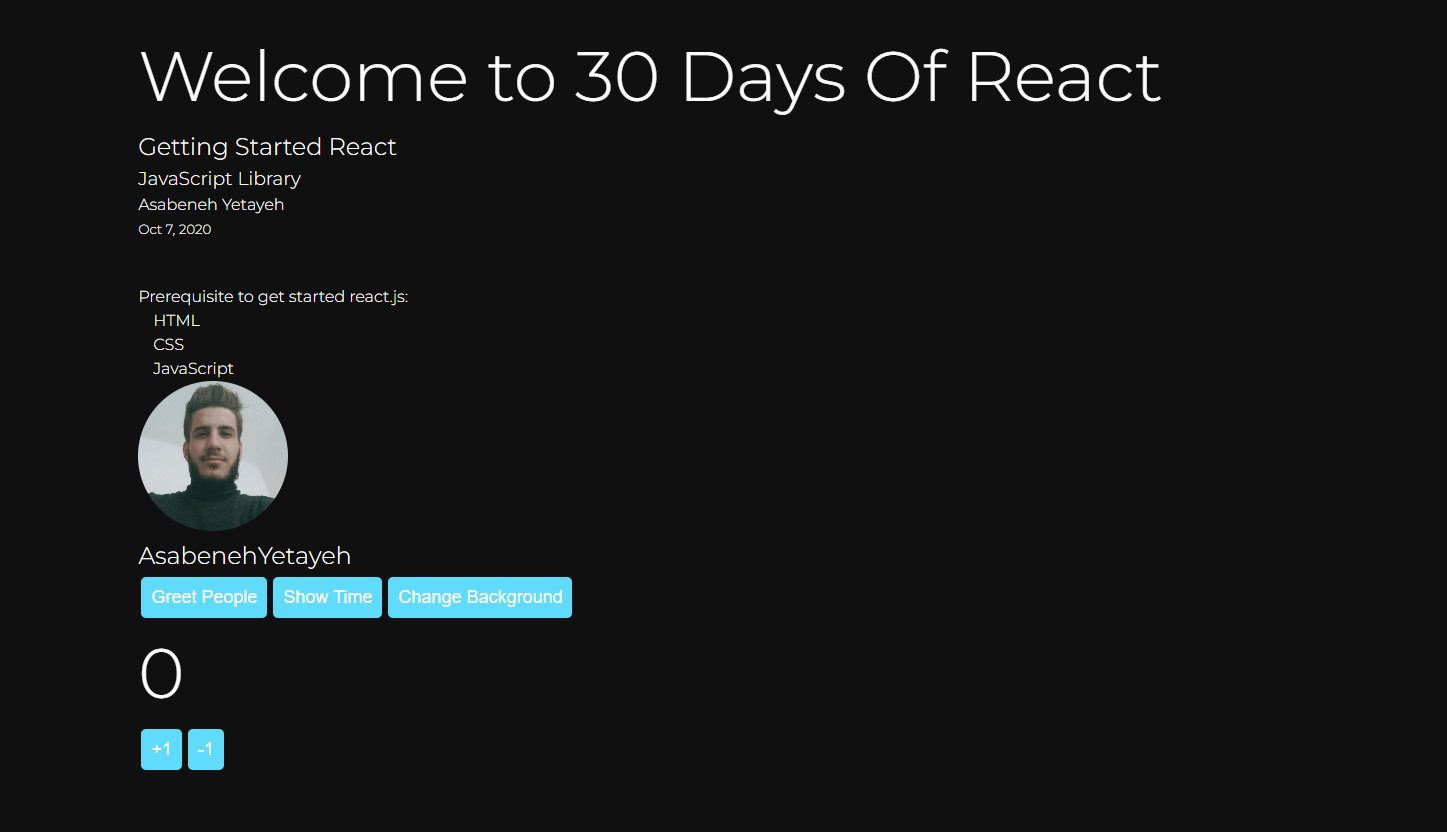 Welcome to 30 Days Of React
Getting Started React
JavaScript Library
Asabeneh Yetayeh
Oct 7, 2020
Prerequisite to get started react.js:
HTML
CSS
JavaScript
AsabenehYetayeh
Greet People Show Time Change Background
0
+1 -1